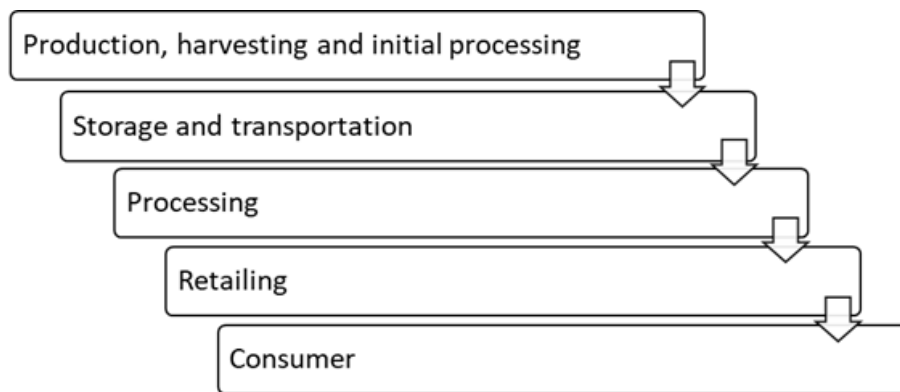 Production, harvesting and initial processing
Storage and transportation
Processing
Retailing
Consumer